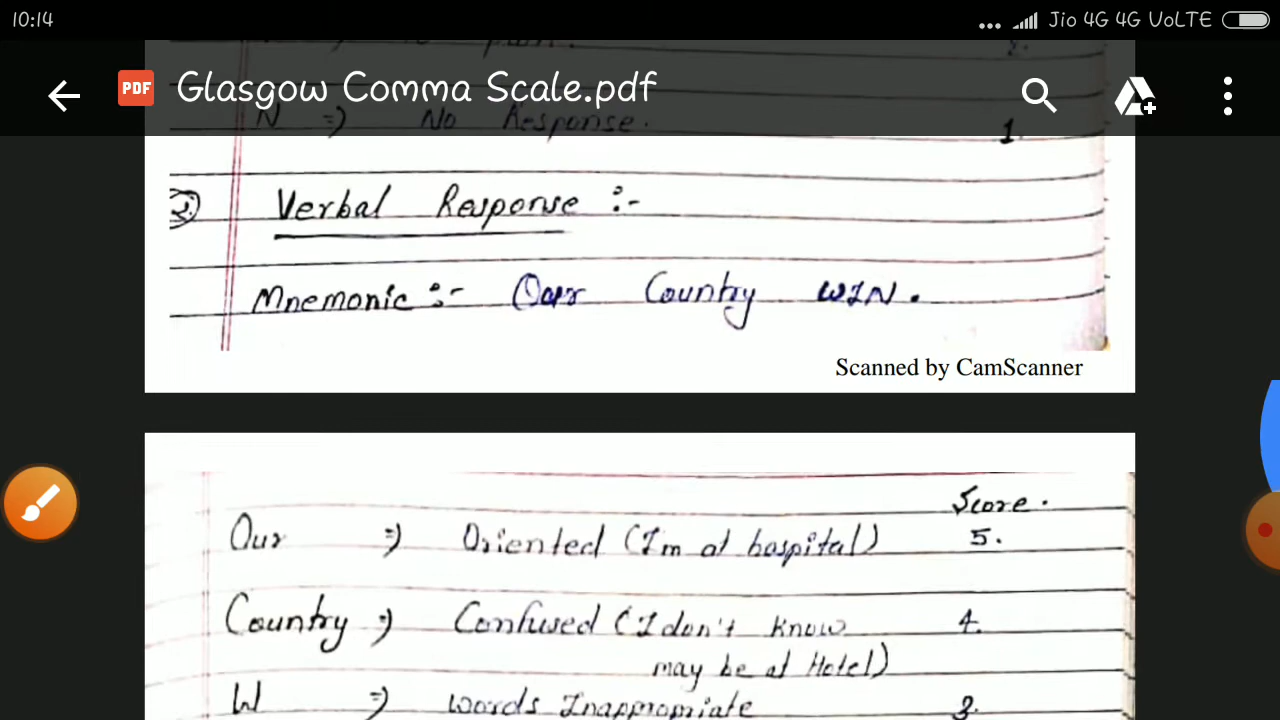 10:14 ... Jio 4G 4G VoLTE
PDF Glasgow Comma Scale.pdf
N => No Response. 1.
2. Verbal Response :-
Mnemonic :- Our Country WIN.
Scanned by CamScanner
Score.
Our => Oriented (I'm at hospital) 5.
Country => Confused (I don't know 4.
may be at Hotel)
W => Words Inappropriate 3.